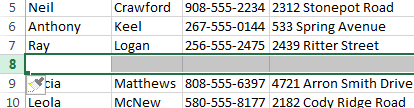 5 Neil Crawford 908-555-2234 2312 Stonepot Road
6 Anthony Keel 267-555-0144 533 Spring Avenue
7 Ray Logan 256-555-2475 2439 Ritter Street
8
9 Matthews 808-555-6397 4721 Arron Smith Drive
10 Leola McNew 580-555-8177 2182 Cody Ridge Road